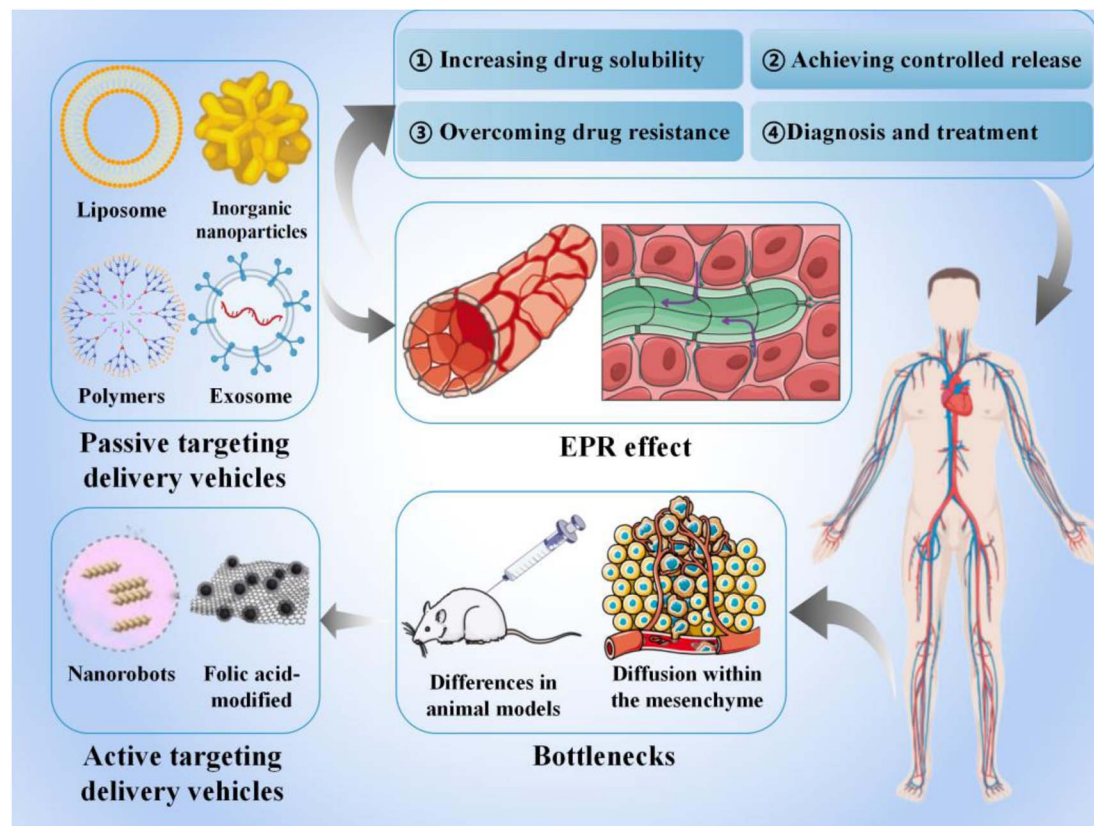 ① Increasing drug solubility
② Achieving controlled release
③ Overcoming drug resistance
④Diagnosis and treatment
Liposome
Inorganic
nanoparticles
Polymers
Exosome
Passive targeting
delivery vehicles
EPR effect
Nanorobots
Folic acid-
modified
Active targeting
delivery vehicles
Differences in
animal models
Diffusion within
the mesenchyme
Bottlenecks